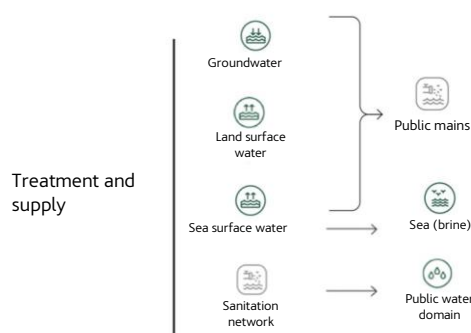 Groundwater
Land surface
water
Public mains
Treatment and
supply
Sea surface water
Sea (brine)
Sanitation
network
Public water
domain